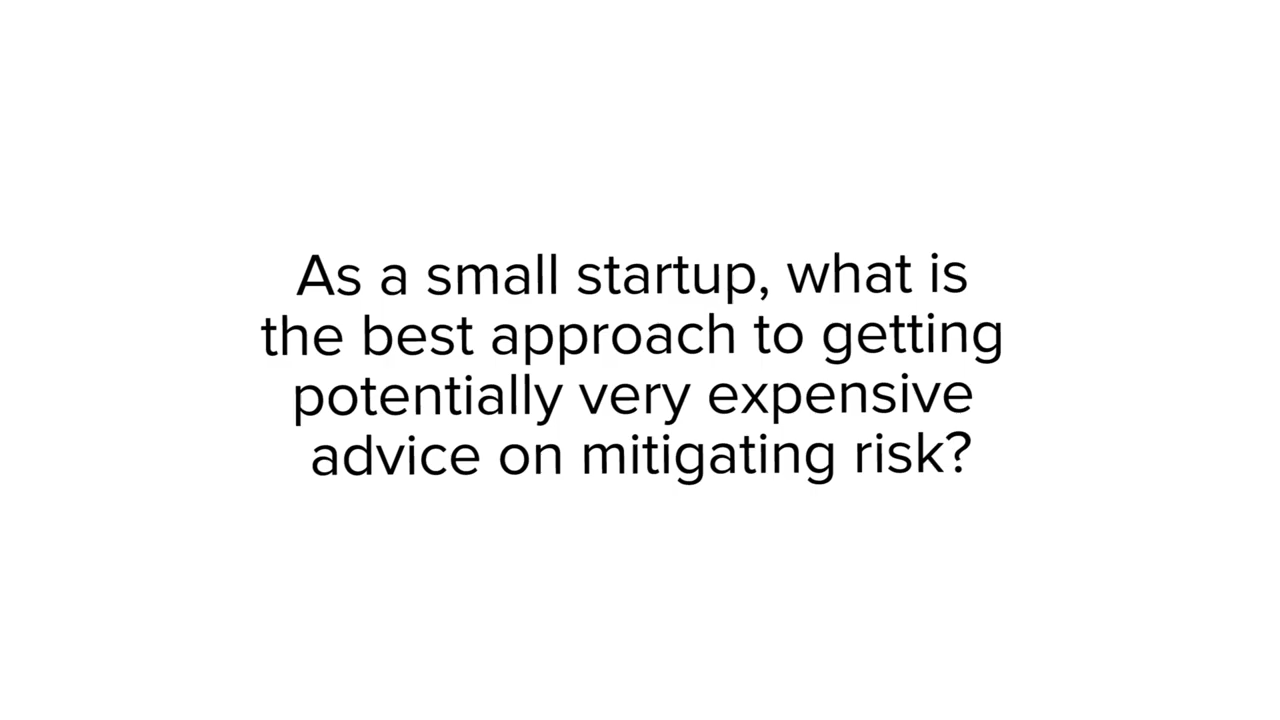 As a small startup, what is
the best approach to getting
potentially very expensive
advice on mitigating risk?